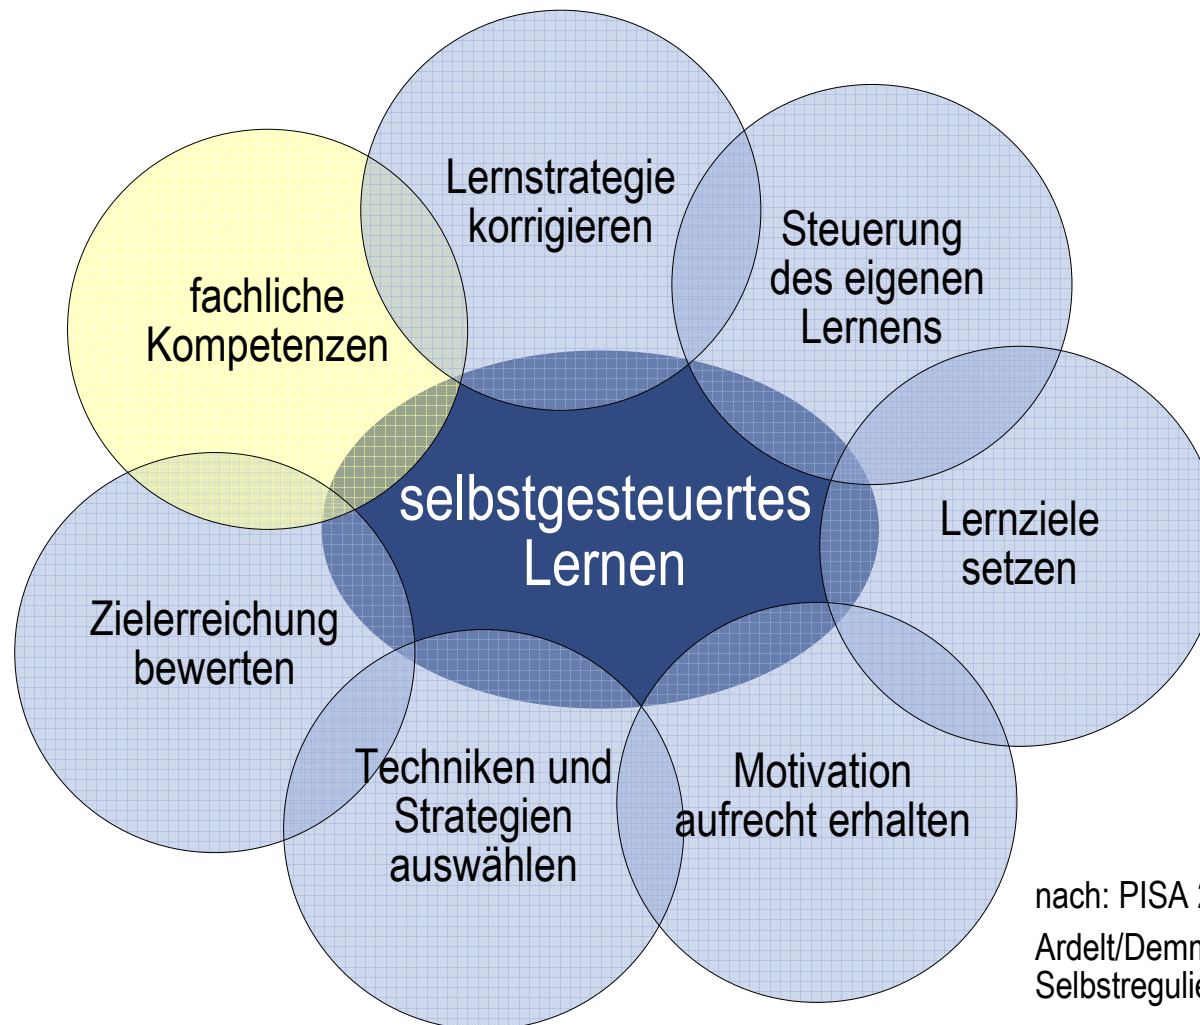 Lernstrategie
korrigieren
Steuerung
des eigenen
Lernens
fachliche
Kompetenzen
selbstgesteuertes
Lernen
Lernziele
setzen
Zielerreichung
bewerten
Techniken und
Strategien
auswählen
Motivation
aufrecht erhalten
nach: PISA